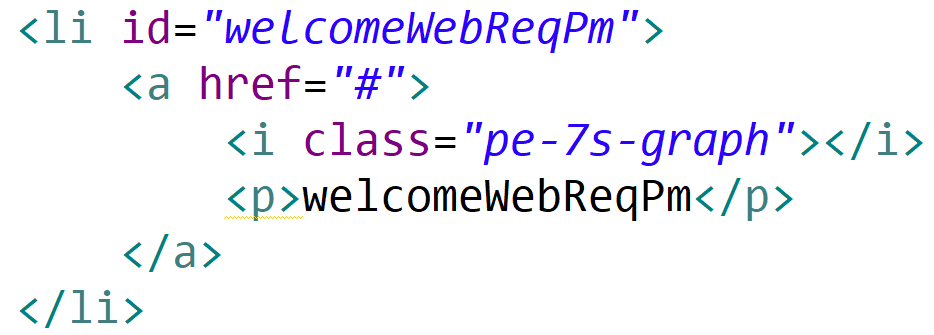 <li id="welcomeWebReqPm">
    <a href="#">
        <i class="pe-7s-graph"></i>
        <p>welcomeWebReqPm</p>
    </a>
</li>